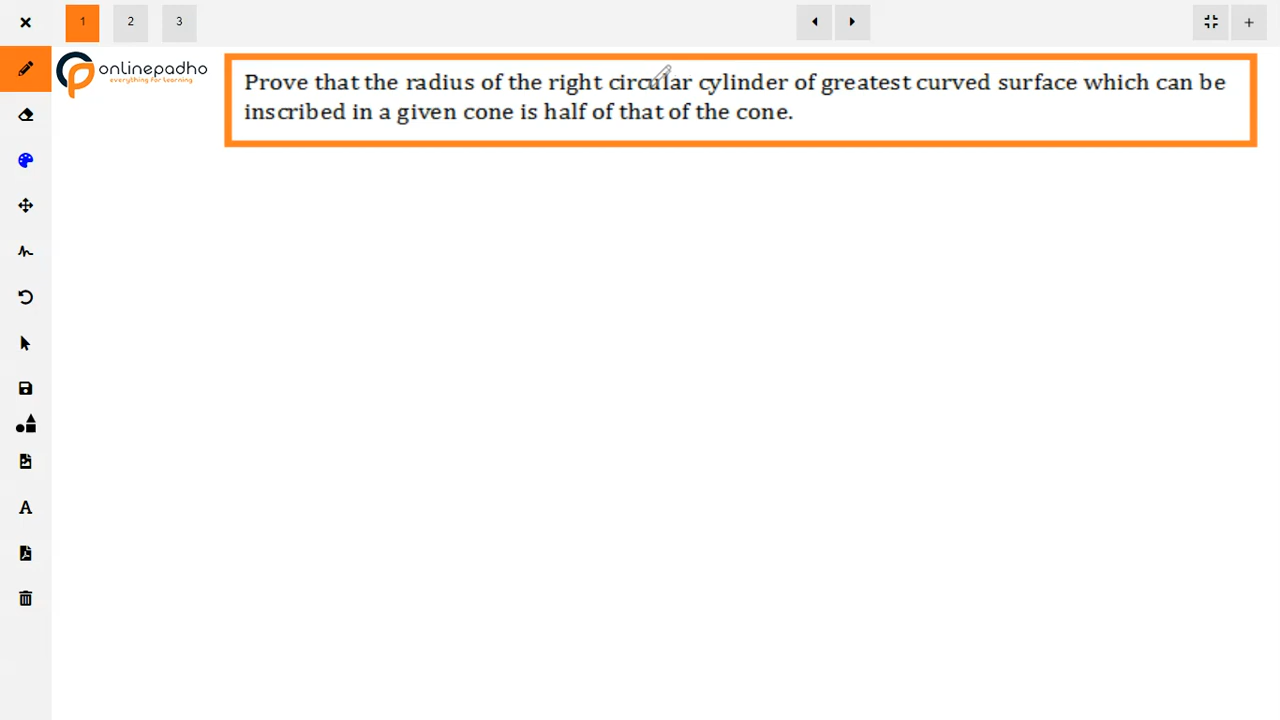 1 2 3
onlinepadho
everything for learning
Prove that the radius of the right circular cylinder of greatest curved surface which can be
inscribed in a given cone is half of that of the cone.